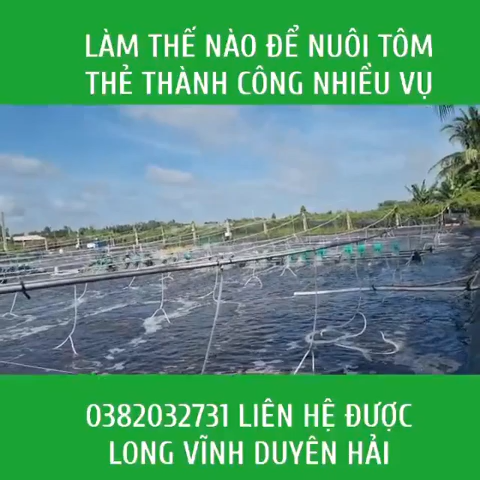 LÀM THẾ NÀO ĐỂ NUÔI TÔM
THẺ THÀNH CÔNG NHIỀU VỤ
0382032731 LIÊN HỆ ĐƯỢC
LONG VĨNH DUYÊN HẢI